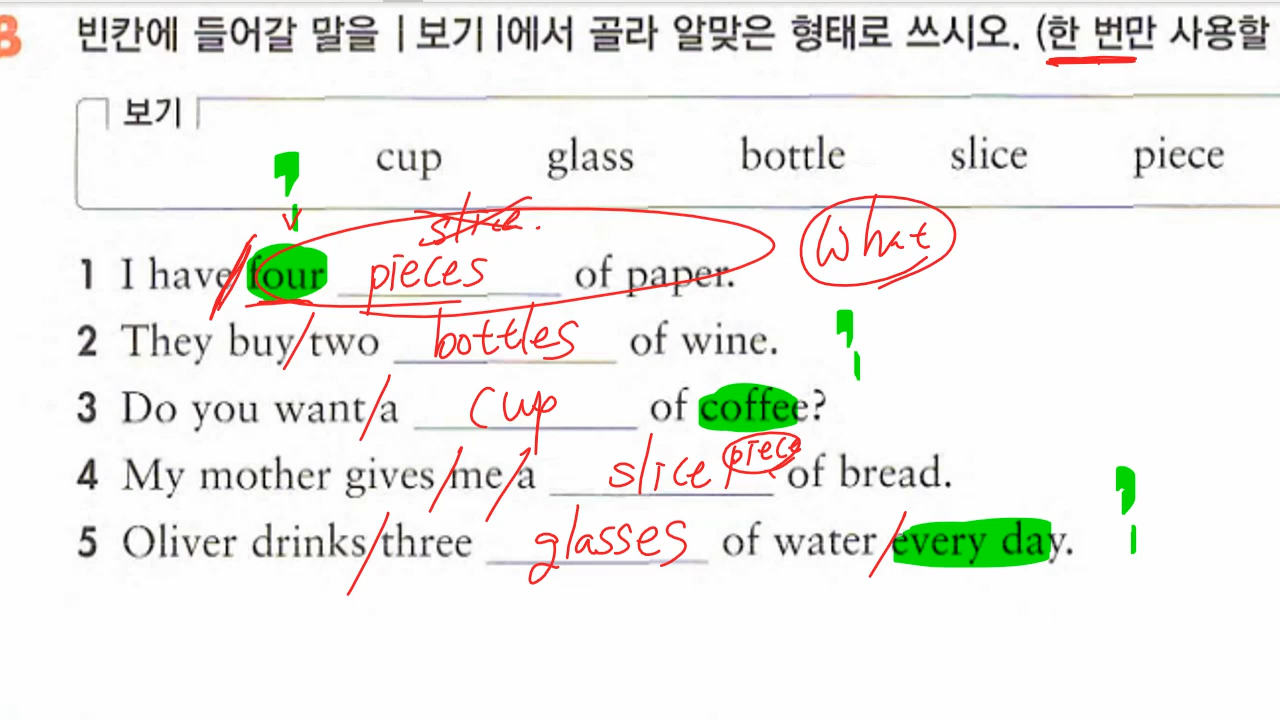 B 빈칸에 들어갈 말을 | 보기 |에서 골라 알맞은 형태로 쓰시오. (한 번만 사용할
보기
cup glass bottle slice piece
slice.
1 I have four pieces of paper. What
2 They buy two bottles of wine.
3 Do you want a cup of coffee?
4 My mother gives me a slice piece of bread.
5 Oliver drinks three glasses of water every day.